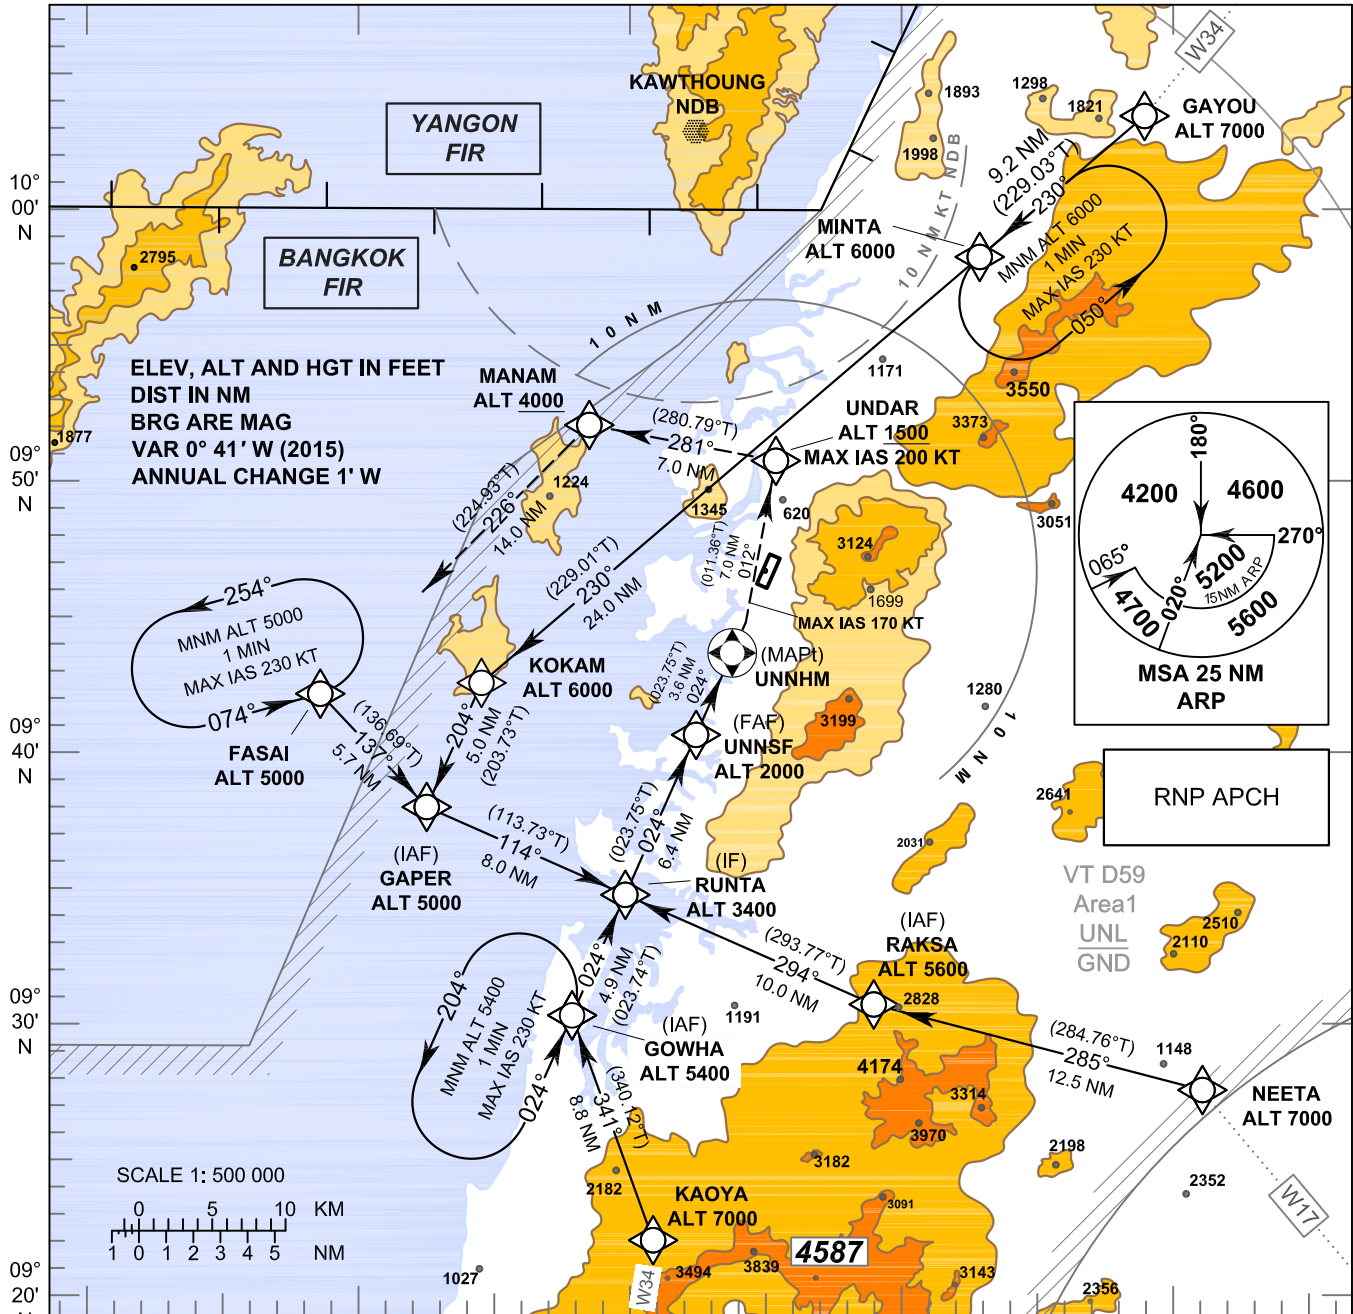 KAWTHOUNG
NDB
YANGON
FIR
BANGKOK
FIR
10°
00'
N
2795
1877
ELEV, ALT AND HGT IN FEET
DIST IN NM
BRG ARE MAG
VAR 0° 41' W (2015)
ANNUAL CHANGE 1' W
1893
1998
1298
1821
W34
GAYOU
ALT 7000
9.2 NM
(229.03°T)
230°
10 NM KT NDB
MINTA
ALT 6000
MNM ALT 6000
1 MIN
MAX IAS 230 KT
050°
10 NM
1171
3550
3373
3051
MANAM
ALT 4000
(280.79°T)
281°
7.0 NM
UNDAR
ALT 1500
MAX IAS 200 KT
09°
50'
N
(224.93°T)
226°
14.0 NM
1224
1345
620
(011.36°T)
7.0 NM
012°
3124
1699
MAX IAS 170 KT
(229.01°T)
230°
24.0 NM
180°
4200
4600
270°
065°
020°
5200
15NM ARP
4700
5600
MSA 25 NM
ARP
254°
MNM ALT 5000
1 MIN
MAX IAS 230 KT
074°
FASAI
ALT 5000
(136.69°T)
137°
5.7 NM
KOKAM
ALT 6000
204°
5.0 NM
(203.73°T)
(023.75°T)
3.6 NM
024°
(MAPt)
UNNHM
(FAF)
UNNSF
ALT 2000
3199
1280
10 NM
09°
40'
N
2641
RNP APCH
2031
(IAF)
GAPER
ALT 5000
(113.73°T)
114°
8.0 NM
(023.75°T)
024°
6.4 NM
(IF)
RUNTA
ALT 3400
VT D59
Area1
UNL
GND
2510
2110
(IAF)
RAKSA
ALT 5600
(293.77°T)
294°
10.0 NM
2828
204°
MNM ALT 5400
1 MIN
MAX IAS 230 KT
024°
024°
4.9 NM
(023.74°T)
(IAF)
GOWHA
ALT 5400
1191
09°
30'
N
(284.76°T)
285°
12.5 NM
1148
NEETA
ALT 7000
4174
3314
3970
3182
3091
2198
2352
W17
(340.12°T)
341°
8.8 NM
2182
KAOYA
ALT 7000
W34
3494
3839
4587
3143
2356
1027
SCALE 1: 500 000
0 5 10 KM
1 0 1 2 3 4 5 NM
09°
20'
N